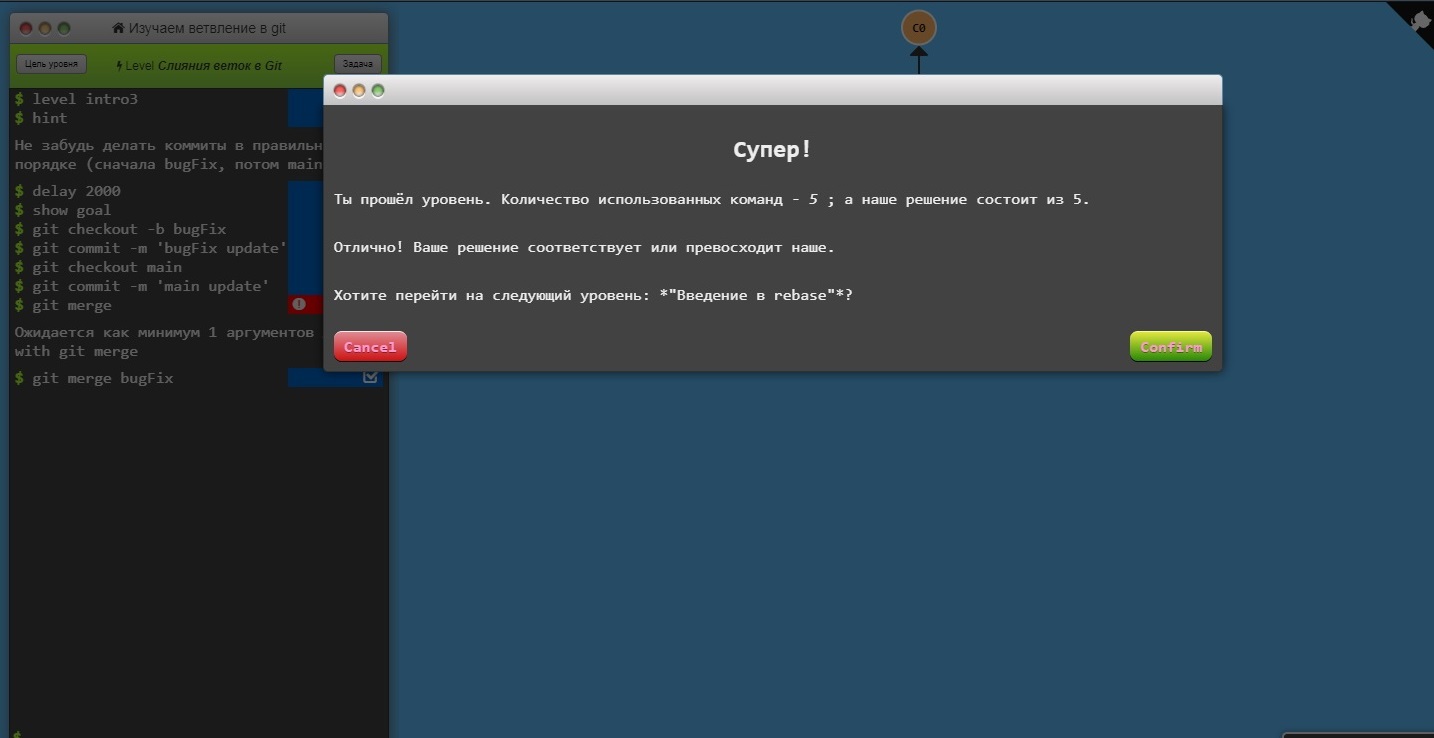 Изучаем ветвление в git
Цель уровня
Level Слияния веток в Git
Задача
C0
$ level intro3
$ hint
Не забудь делать коммиты в правильн
порядке (сначала bugFix, потом main
$ delay 2000
$ show goal
$ git checkout -b bugFix
$ git commit -m 'bugFix update'
$ git checkout main
$ git commit -m 'main update'
$ git merge
Ожидается как минимум 1 аргументов
with git merge
$ git merge bugFix
$
Супер!
Ты прошёл уровень. Количество использованных команд - 5 ; а наше решение состоит из 5.
Отлично! Ваше решение соответствует или превосходит наше.
Хотите перейти на следующий уровень: *"Введение в rebase"*?
Cancel
Confirm